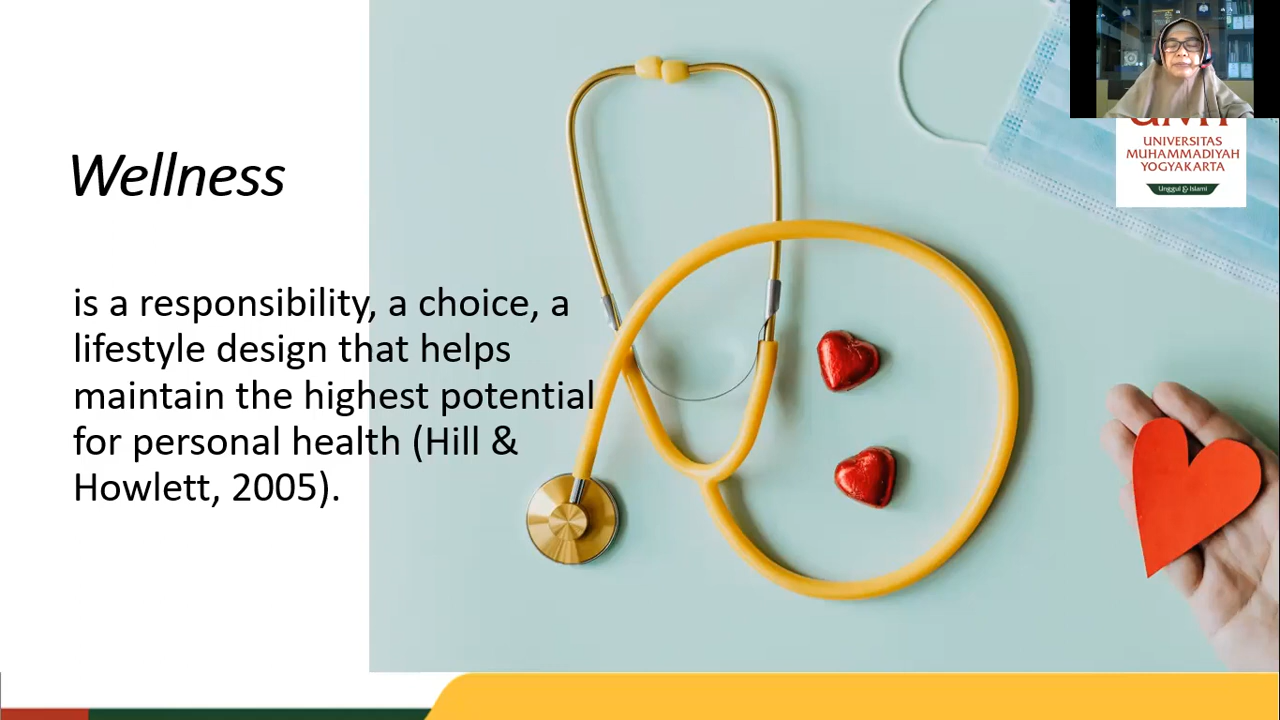 Wellness
is a responsibility, a choice, a
lifestyle design that helps
maintain the highest potential
for personal health (Hill &
Howlett, 2005).
UNIVERSITAS
MUHAMMADIYAH
YOGYAKARTA
Unggul & Islami